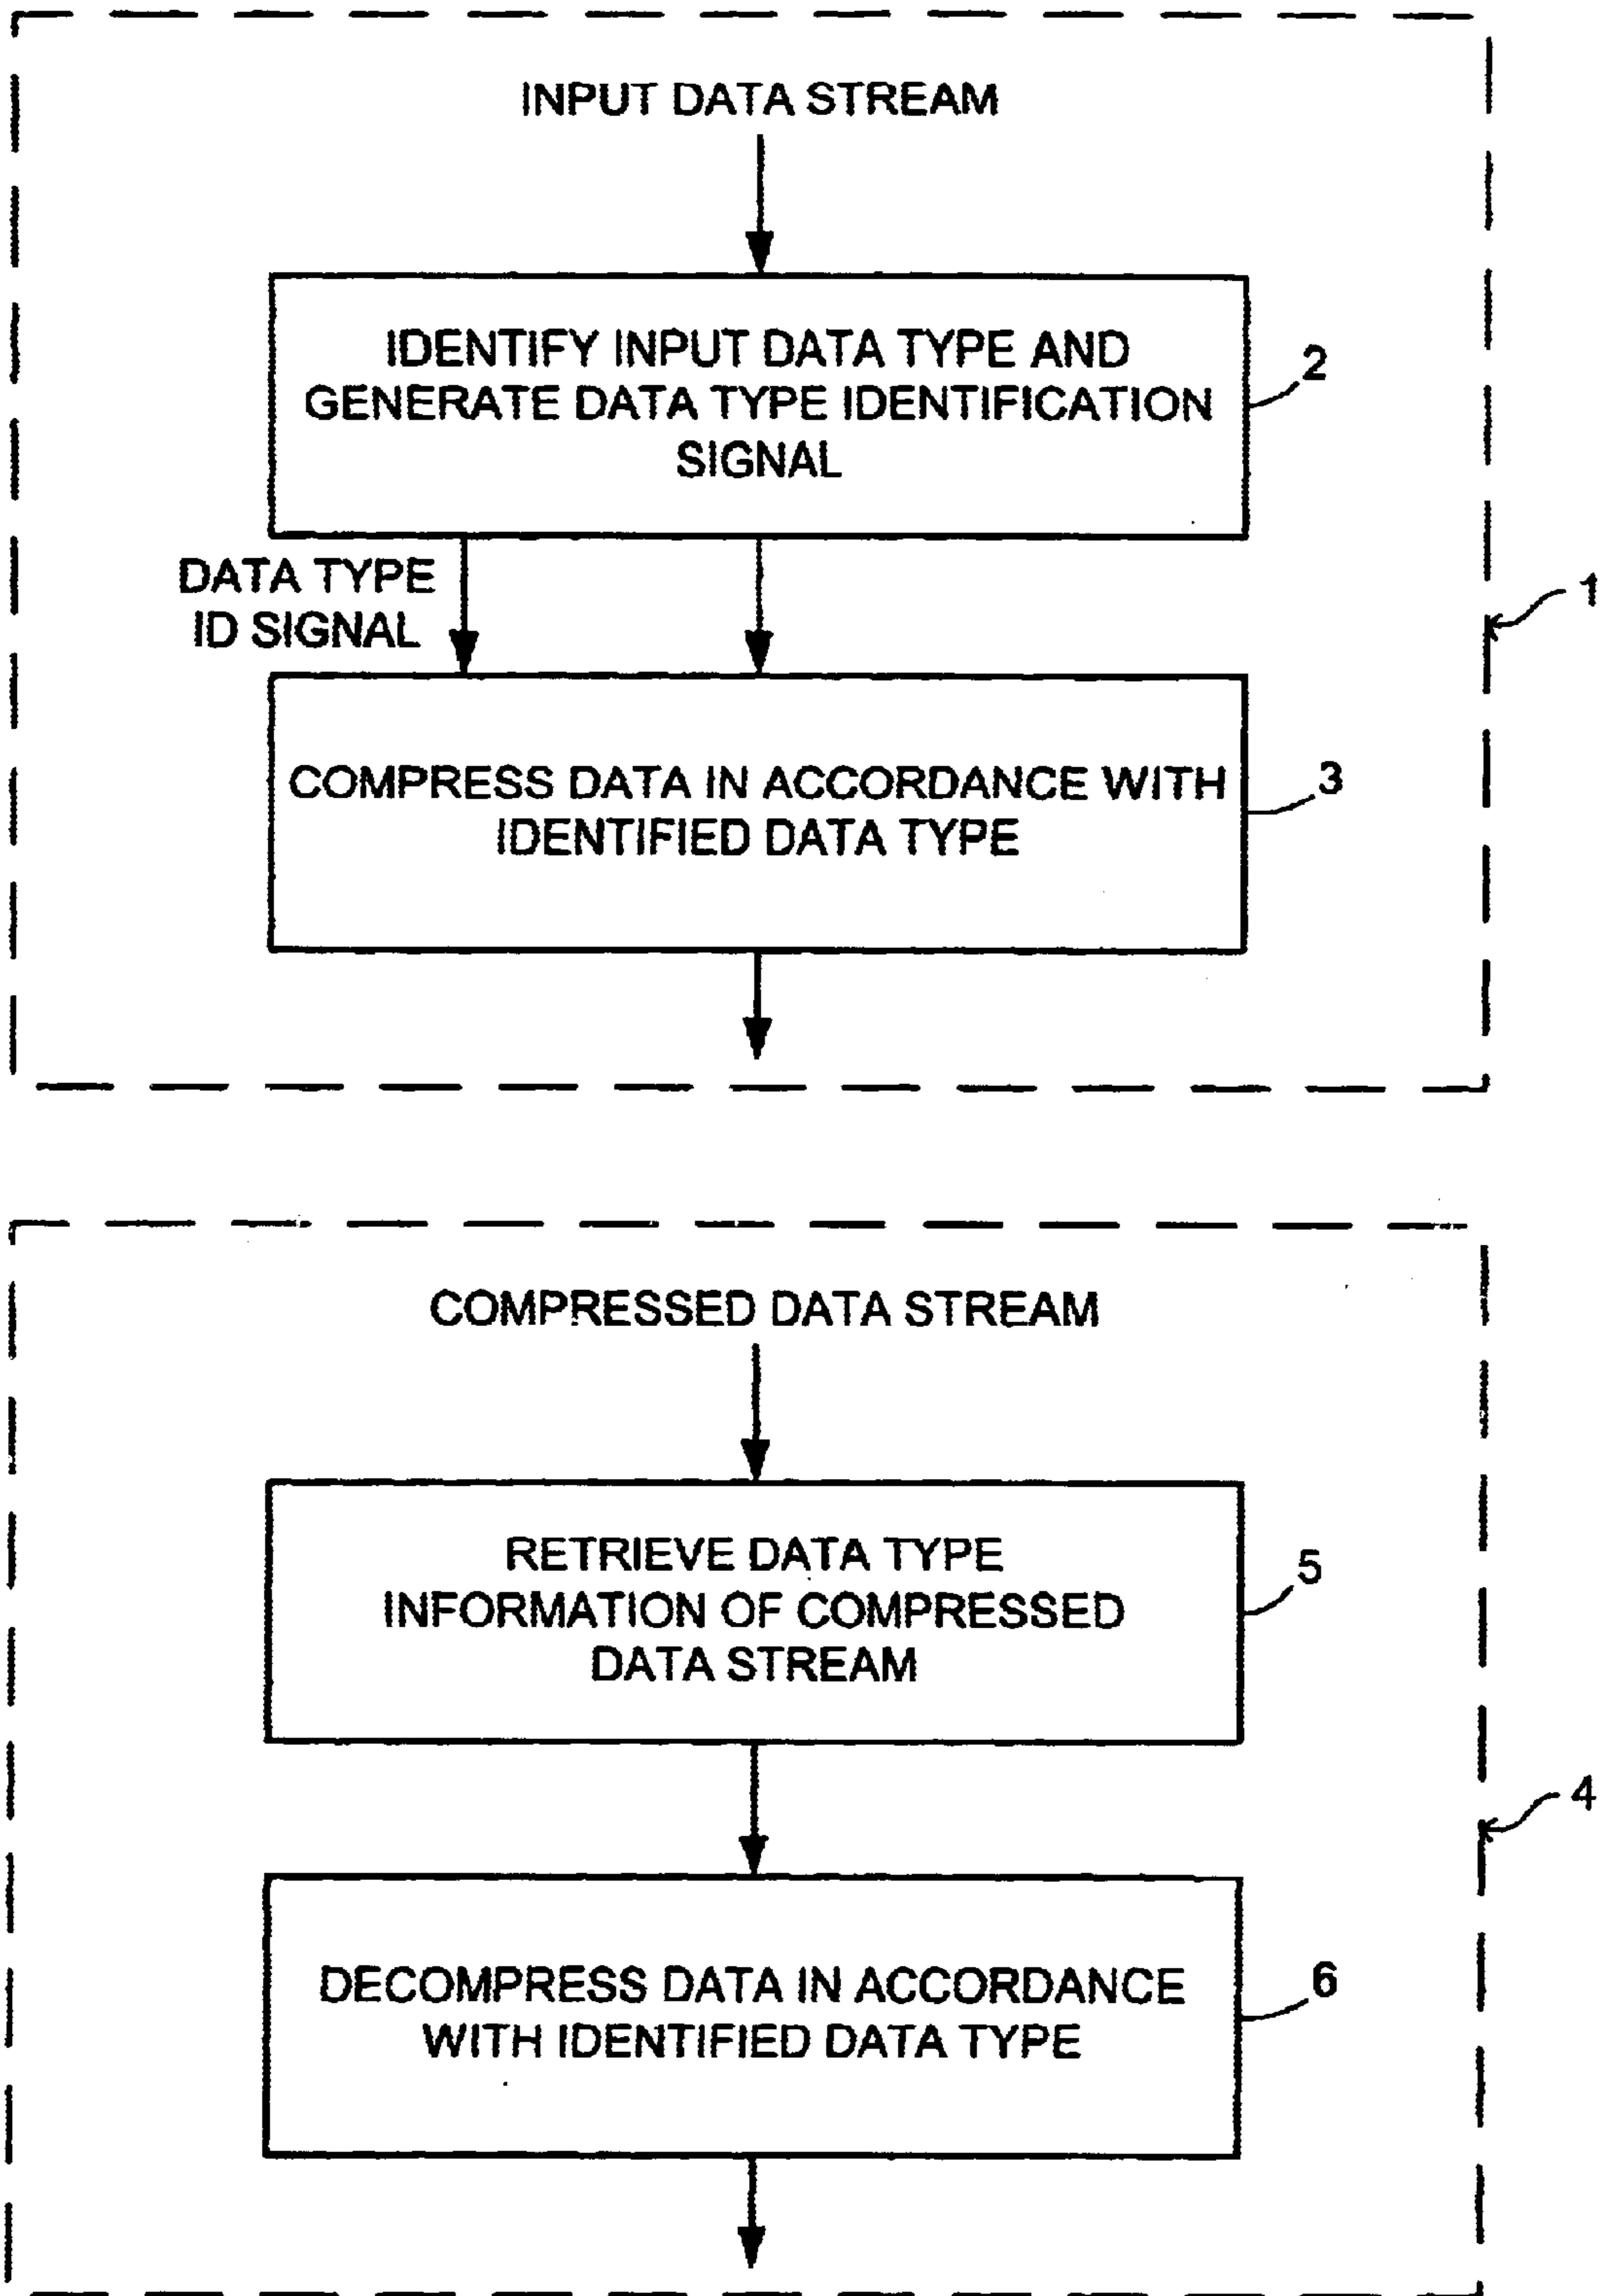 INPUT DATA STREAM
IDENTIFY INPUT DATA TYPE AND
GENERATE DATA TYPE IDENTIFICATION
SIGNAL
2
DATA TYPE
ID SIGNAL
1
COMPRESS DATA IN ACCORDANCE WITH
IDENTIFIED DATA TYPE
3
COMPRESSED DATA STREAM
RETRIEVE DATA TYPE
INFORMATION OF COMPRESSED
DATA STREAM
5
4
DECOMPRESS DATA IN ACCORDANCE
WITH IDENTIFIED DATA TYPE
6